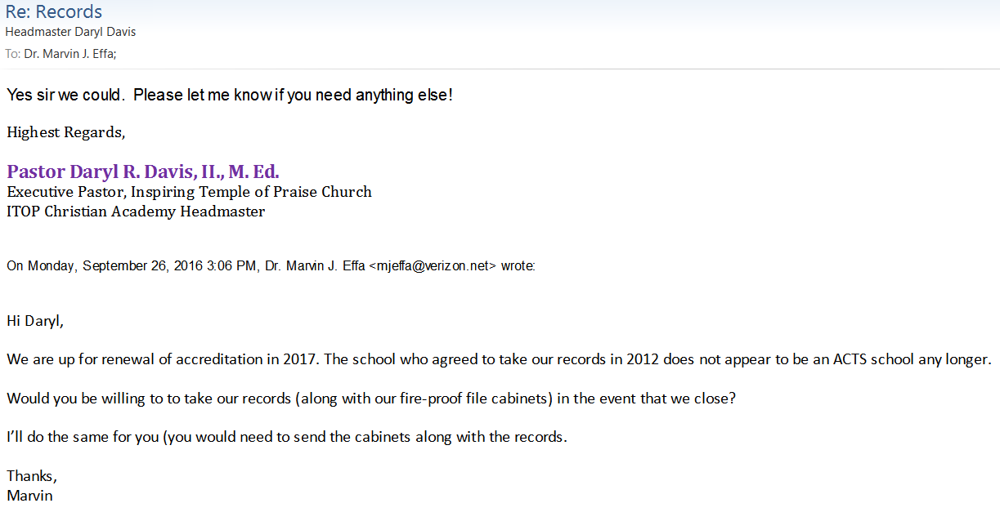 Re: Records
Headmaster Daryl Davis
To: Dr. Marvin J. Effa;
Yes sir we could. Please let me know if you need anything else!
Highest Regards,
Pastor Daryl R. Davis, II., M. Ed.
Executive Pastor, Inspiring Temple of Praise Church
ITOP Christian Academy Headmaster
On Monday, September 26, 2016 3:06 PM, Dr. Marvin J. Effa <mjeffa@verizon.net> wrote:
Hi Daryl,
We are up for renewal of accreditation in 2017. The school who agreed to take our records in 2012 does not appear to be an ACTS school any longer.
Would you be willing to to take our records (along with our fire-proof file cabinets) in the event that we close?
I’ll do the same for you (you would need to send the cabinets along with the records.
Thanks,
Marvin